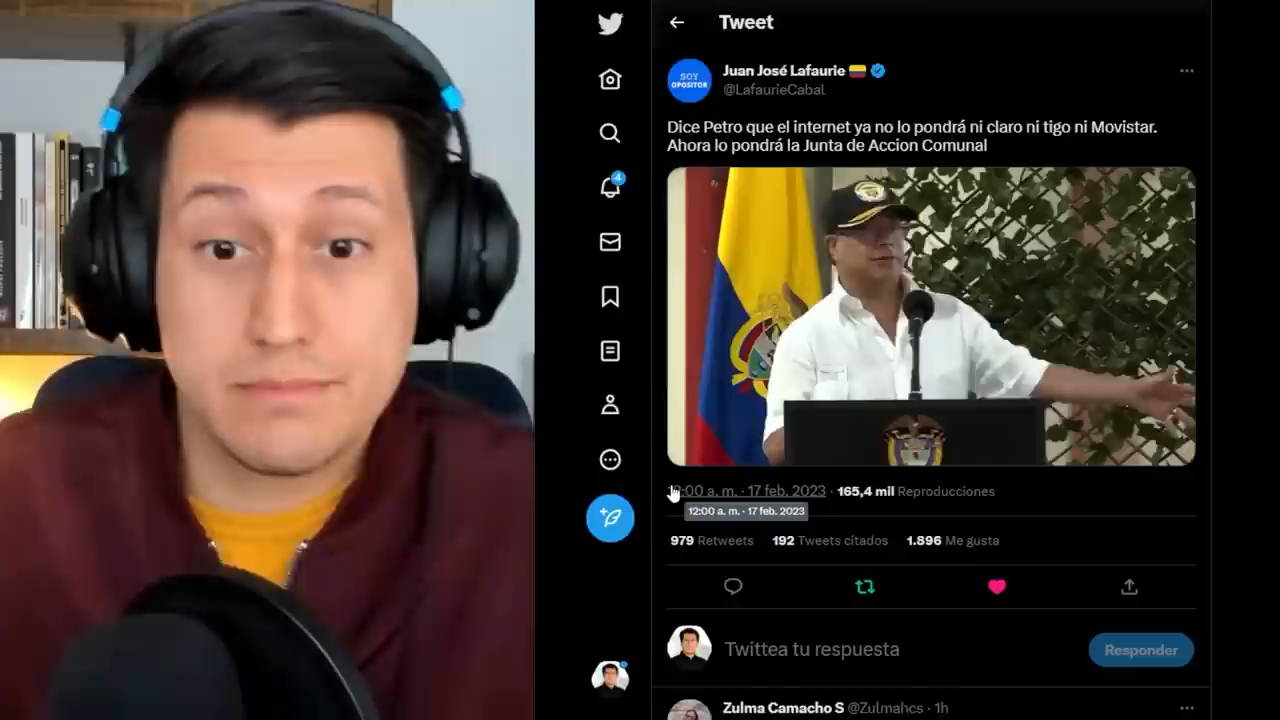 Tweet
SOY
OPOSITOR
Juan José Lafaurie
@LafaurieCabal
Dice Petro que el internet ya no lo pondrá ni claro ni tigo ni Movistar.
Ahora lo pondrá la Junta de Accion Comunal
4
:00 a. m. · 17 feb. 2023 · 165,4 mil Reproducciones
12:00 a. m. · 17 feb. 2023
979 Retweets 192 Tweets citados 1.896 Me gusta
Twittea tu respuesta
Responder
Zulma Camacho S @Zulmahcs · 1h